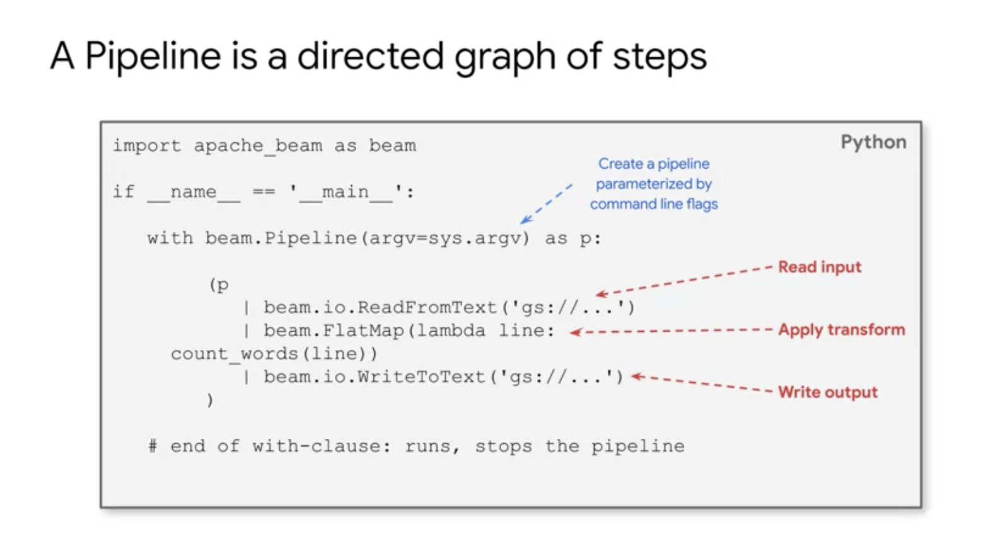 A Pipeline is a directed graph of steps
Python
import apache_beam as beam
Create a pipeline
parameterized by
command line flags
if __name__ == '__main__':
with beam.Pipeline(argv=sys.argv) as p:
(p
Read input
| beam.io.ReadFromText('gs://...')
| beam.FlatMap(lambda line:
Apply transform
count_words(line))
| beam.io.WriteToText('gs://...')
Write output
)
# end of with-clause: runs, stops the pipeline